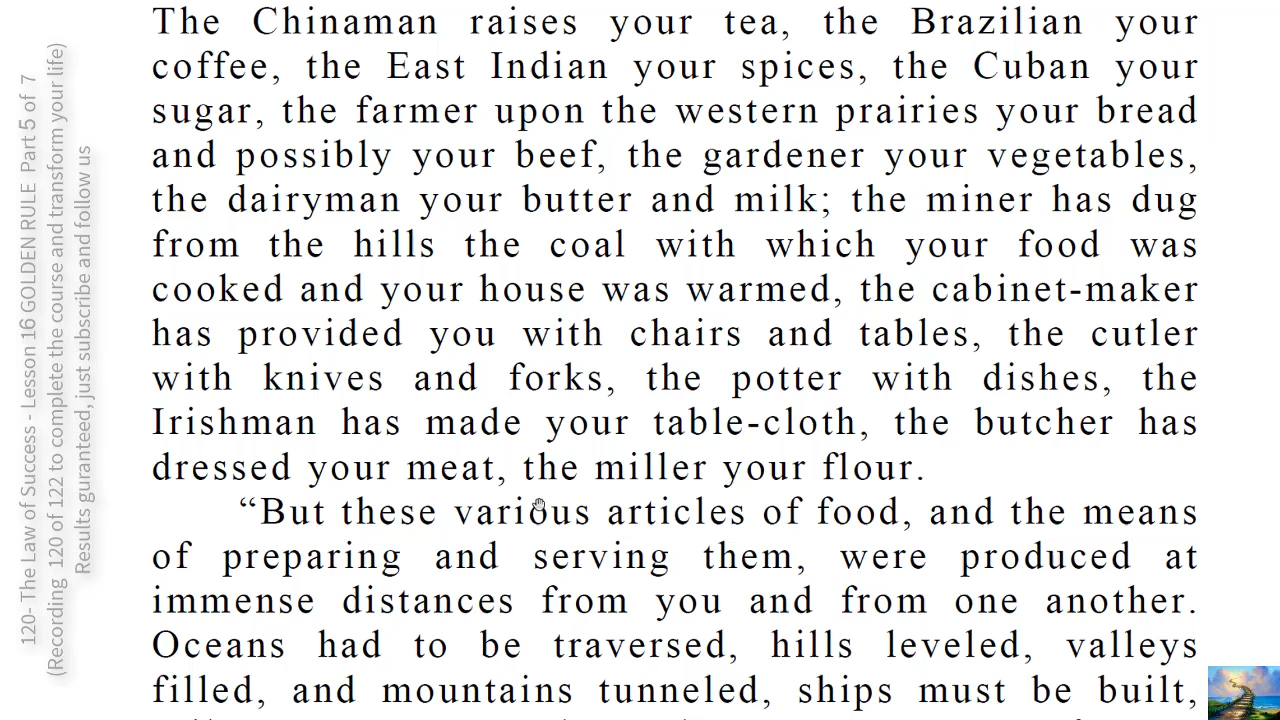 The Chinaman raises your tea, the Brazilian your
coffee, the East Indian your spices, the Cuban your
sugar, the farmer upon the western prairies your bread
and possibly your beef, the gardener your vegetables,
the dairyman your butter and milk; the miner has dug
from the hills the coal with which your food was
cooked and your house was warmed, the cabinet-maker
has provided you with chairs and tables, the cutler
with knives and forks, the potter with dishes, the
Irishman has made your table-cloth, the butcher has
dressed your meat, the miller your flour.
“But these various articles of food, and the means
of preparing and serving them, were produced at
immense distances from you and from one another.
Oceans had to be traversed, hills leveled, valleys
filled, and mountains tunneled, ships must be built,
120- The Law of Success - Lesson 16 GOLDEN RULE Part 5 of 7
(Recording 120 of 122 to complete the course and transform your life)
Results guranteed, just subscribe and follow us